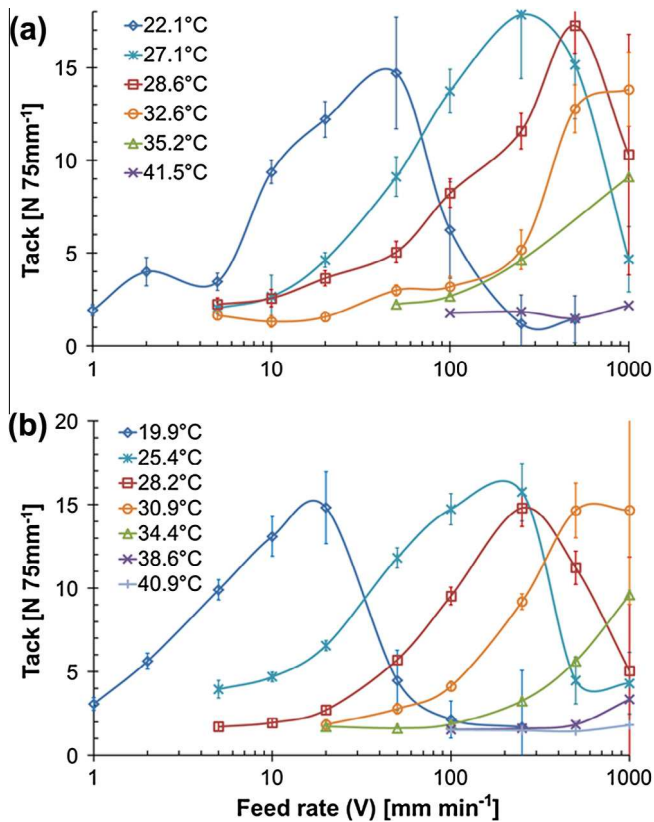 (a)
22.1°C
27.1°C
28.6°C
32.6°C
35.2°C
41.5°C
15
10
5
0
Tack [N 75mm⁻¹]
1 10 100 1000
(b)
20
19.9°C
25.4°C
28.2°C
30.9°C
34.4°C
38.6°C
40.9°C
15
10
5
0
Tack [N 75mm⁻¹]
1 10 100 1000
Feed rate (V) [mm min⁻¹]